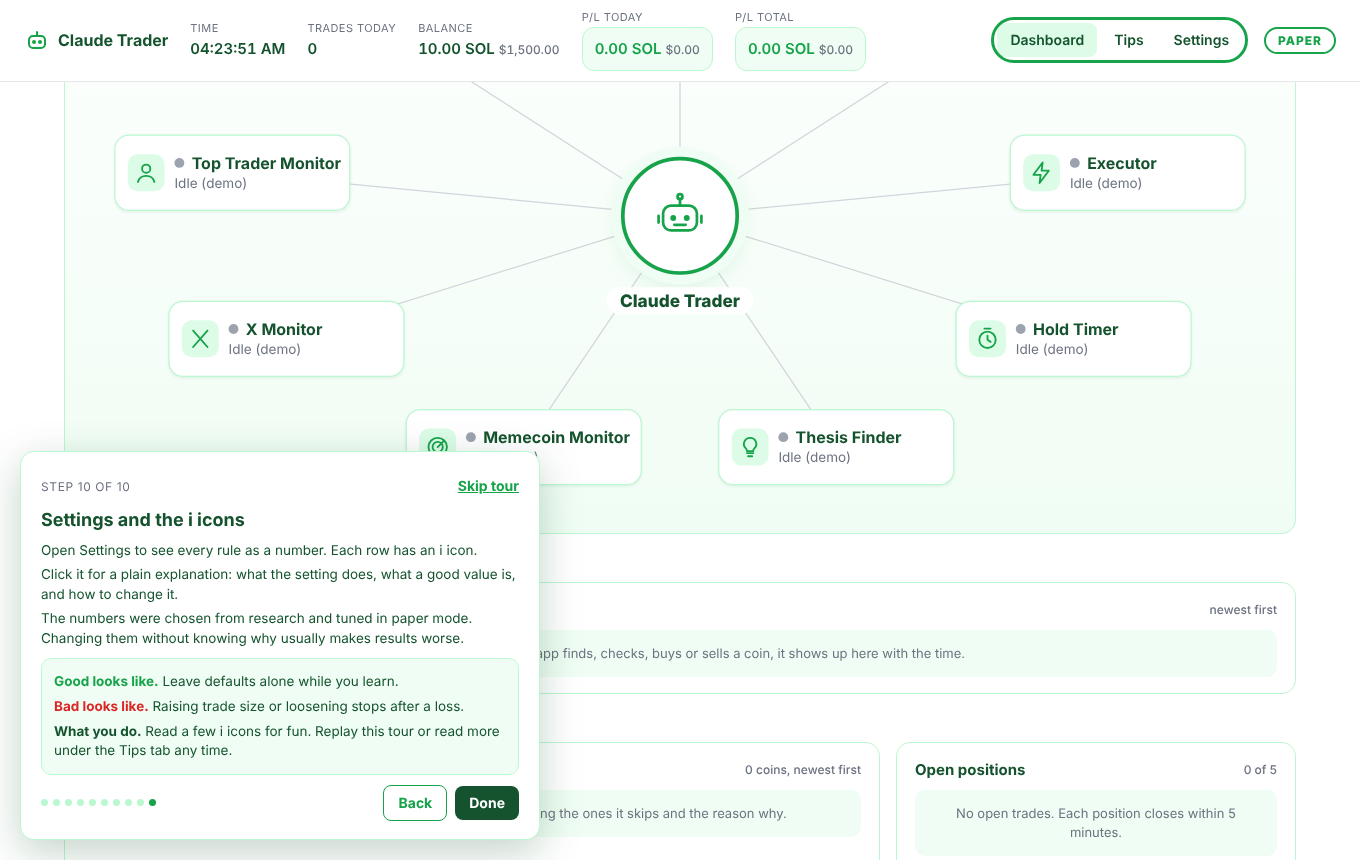 Claude Trader
TIME
04:23:51 AM
TRADES TODAY
0
BALANCE
10.00 SOL $1,500.00
P/L TODAY
0.00 SOL $0.00
P/L TOTAL
0.00 SOL $0.00
Dashboard
Tips
Settings
PAPER
Top Trader Monitor
Idle (demo)
Executor
Idle (demo)
Claude Trader
X Monitor
Idle (demo)
Hold Timer
Idle (demo)
Memecoin Monitor
Thesis Finder
Idle (demo)
STEP 10 OF 10
Skip tour
Settings and the i icons
Open Settings to see every rule as a number. Each row has an i icon.
Click it for a plain explanation: what the setting does, what a good value is,
and how to change it.
The numbers were chosen from research and tuned in paper mode.
Changing them without knowing why usually makes results worse.
Good looks like. Leave defaults alone while you learn.
Bad looks like. Raising trade size or loosening stops after a loss.
What you do. Read a few i icons for fun. Replay this tour or read more
under the Tips tab any time.
Back
Done
newest first
app finds, checks, buys or sells a coin, it shows up here with the time.
0 coins, newest first
the ones it skips and the reason why.
Open positions
0 of 5
No open trades. Each position closes within 5
minutes.